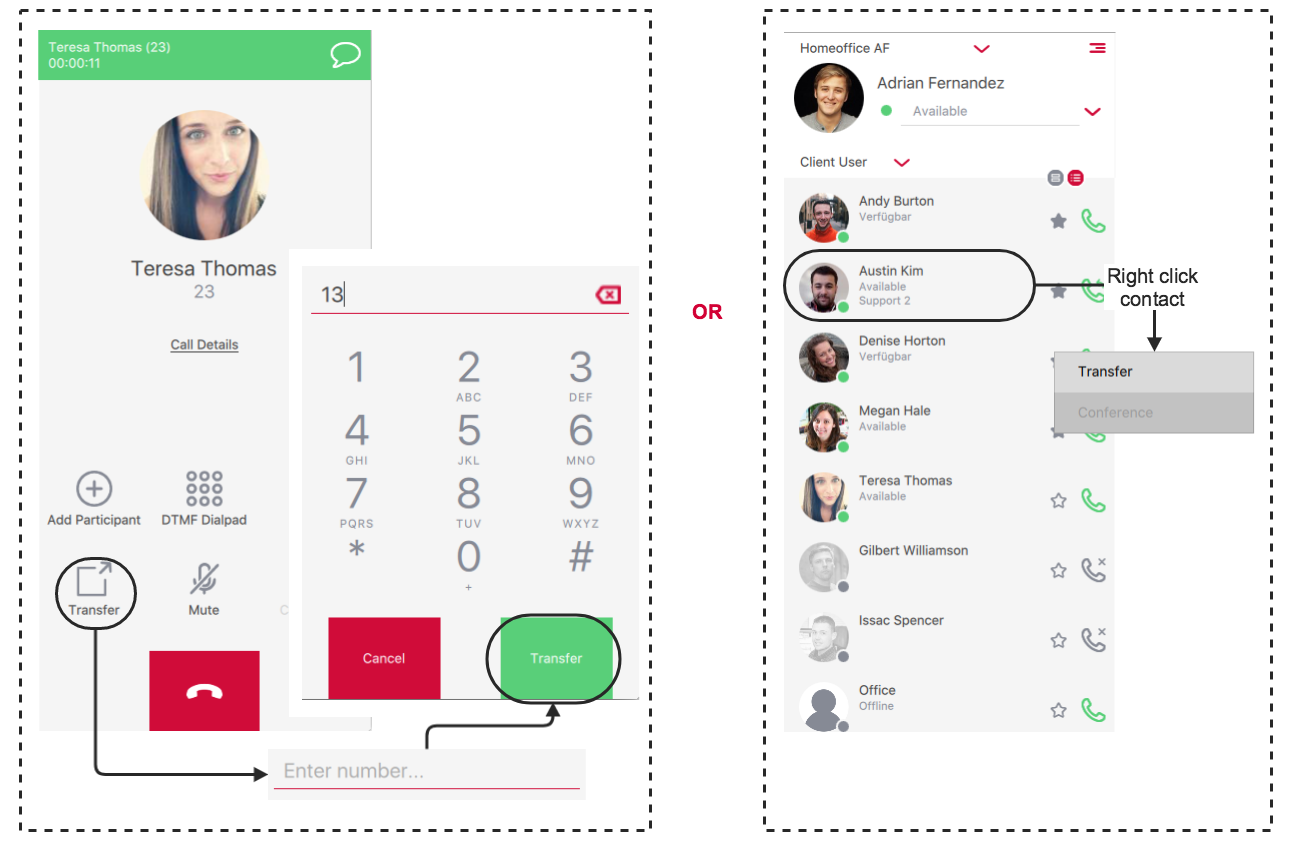 Teresa Thomas (23)
00:00:11
Teresa Thomas
23
Call Details
Add Participant
DTMF Dialpad
Transfer
Mute
C
13
1
2
3
ABC
DEF
4
5
6
GHI
JKL
MNO
7
8
9
PQRS
TUV
WXYZ
*
0
#
+
Cancel
Transfer
Enter number...
OR
Homeoffice AF
Adrian Fernandez
Available
Client User
Andy Burton
Verfügbar
Austin Kim
Available
Support 2
Right click
contact
Denise Horton
Verfügbar
Transfer
Conference
Megan Hale
Available
Teresa Thomas
Available
Gilbert Williamson
Issac Spencer
Office
Offline